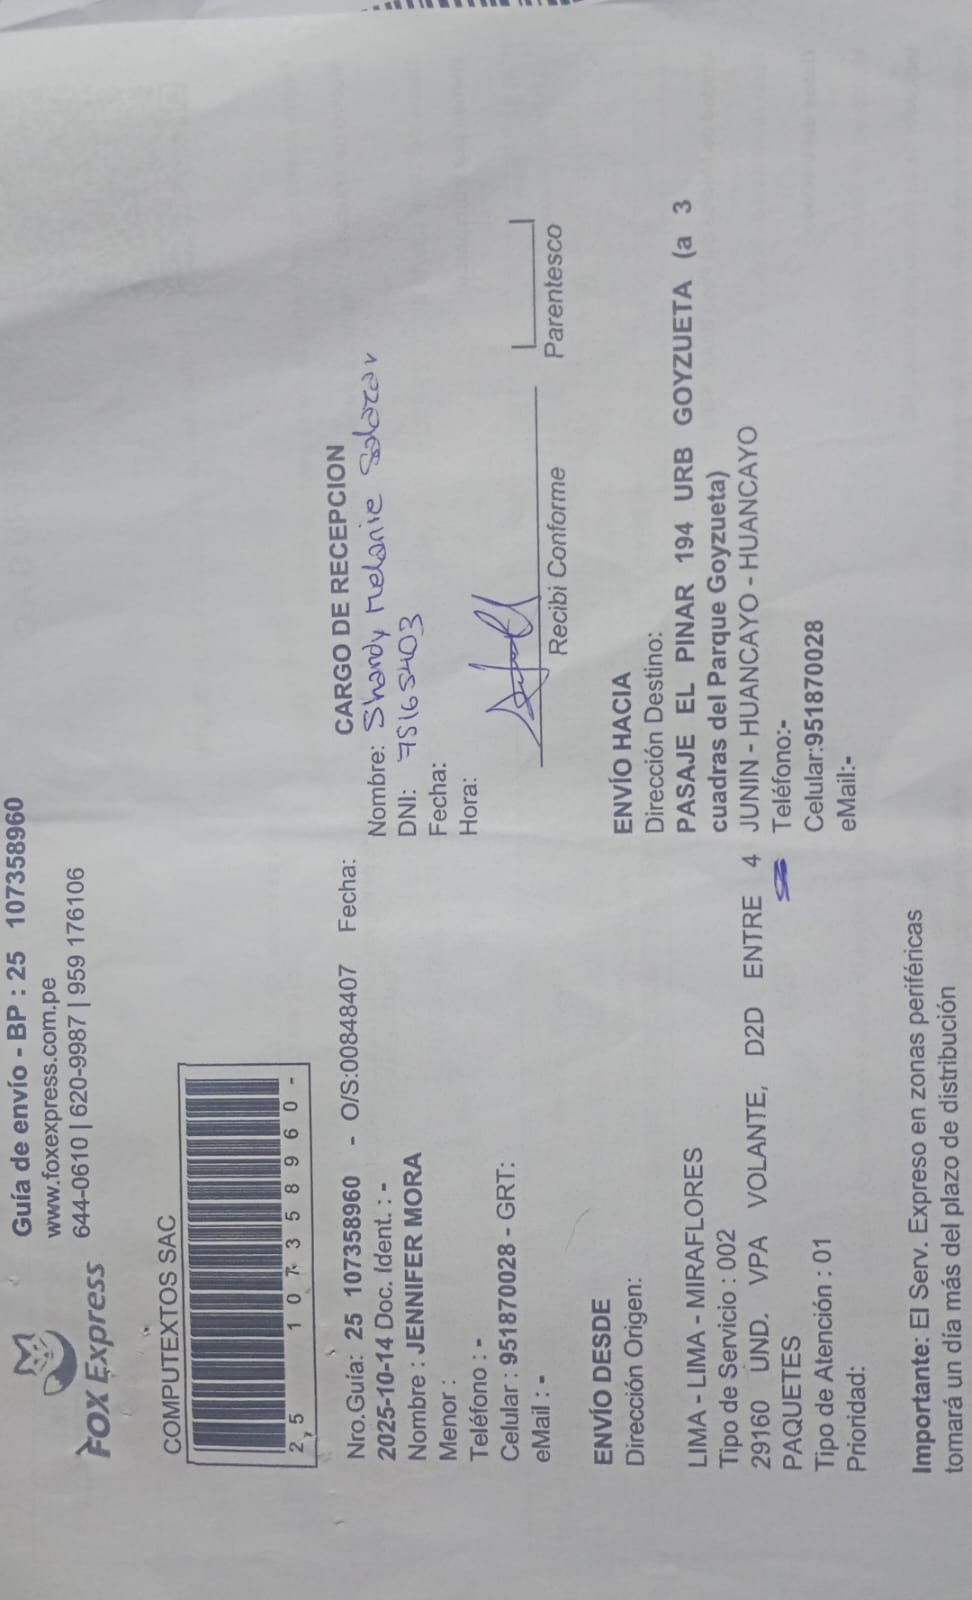 FOX Express
Guía de envío - BP : 25 107358960
www.foxexpress.com.pe
644-0610 | 620-9987 | 959 176106
COMPUTEXTOS SAC
2,5 1 0 7 3 5 8 9 6 0 -
Nro.Guía: 25 107358960 - O/S:00848407 Fecha:
2025-10-14 Doc. Ident. : -
Nombre : JENNIFER MORA
Menor :
Teléfono : -
Celular : 951870028 - GRT:
eMail : -
CARGO DE RECEPCION
Nombre: Shandy Melanie Salazar
DNI: 75165403
Fecha:
Hora:
Recibi Conforme Parentesco
ENVÍO DESDE
Dirección Origen:
LIMA - LIMA - MIRAFLORES
Tipo de Servicio : 002
29160 UND. VPA VOLANTE, D2D ENTRE 4
PAQUETES
Tipo de Atención : 01
Prioridad:
ENVÍO HACIA
Dirección Destino:
PASAJE EL PINAR 194 URB GOYZUETA (a 3
cuadras del Parque Goyzueta)
JUNIN - HUANCAYO - HUANCAYO
Teléfono:-
Celular:951870028
eMail:-
Importante: El Serv. Expreso en zonas periféricas
tomará un día más del plazo de distribución